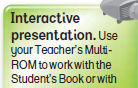 Interactive
presentation. Use
your Teacher's Multi-
ROM to work with the
Student's Book or with